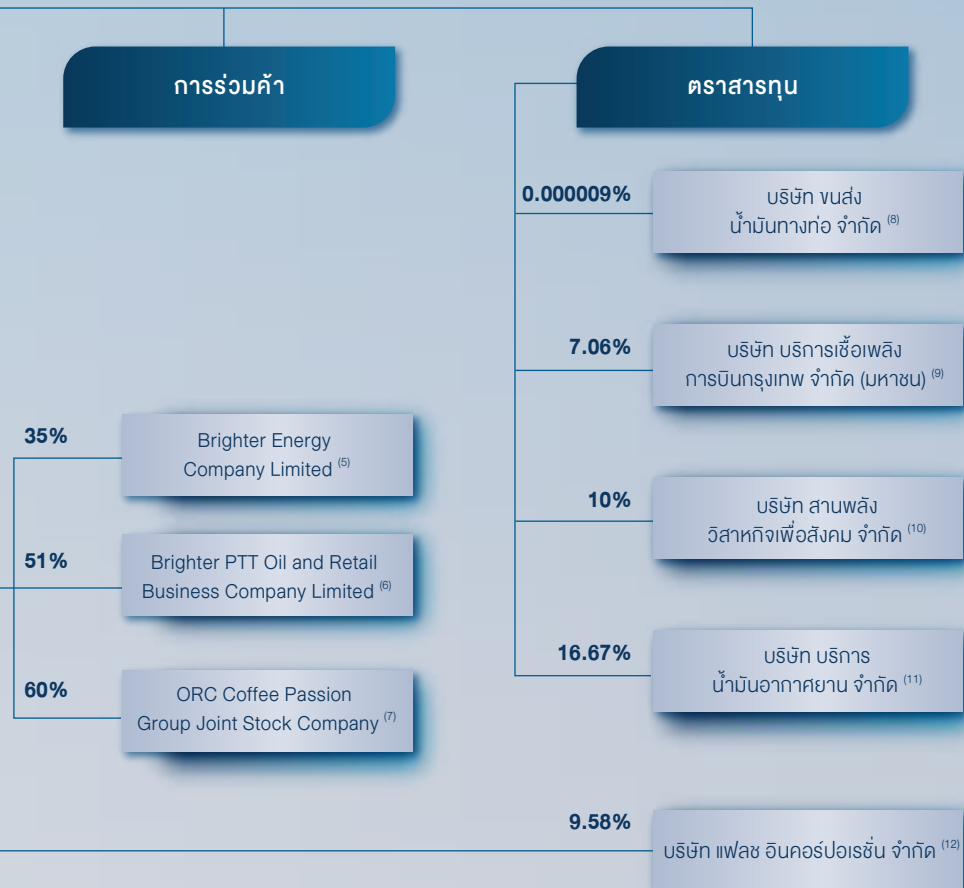 การร่วมค้า
35%
Brighter Energy
Company Limited (5)
51%
Brighter PTT Oil and Retail
Business Company Limited (6)
60%
ORC Coffee Passion
Group Joint Stock Company (7)
ตราสารทุน
0.000009%
บริษัท ขนส่ง
น้ำมันทางท่อ จำกัด (8)
7.06%
บริษัท บริการเชื้อเพลิง
การบินกรุงเทพ จำกัด (มหาชน) (9)
10%
บริษัท สานพลัง
วิสาหกิจเพื่อสังคม จำกัด (10)
16.67%
บริษัท บริการ
น้ำมันอากาศยาน จำกัด (11)
9.58%
บริษัท แฟลช อินคอร์ปอเรชั่น จำกัด (12)